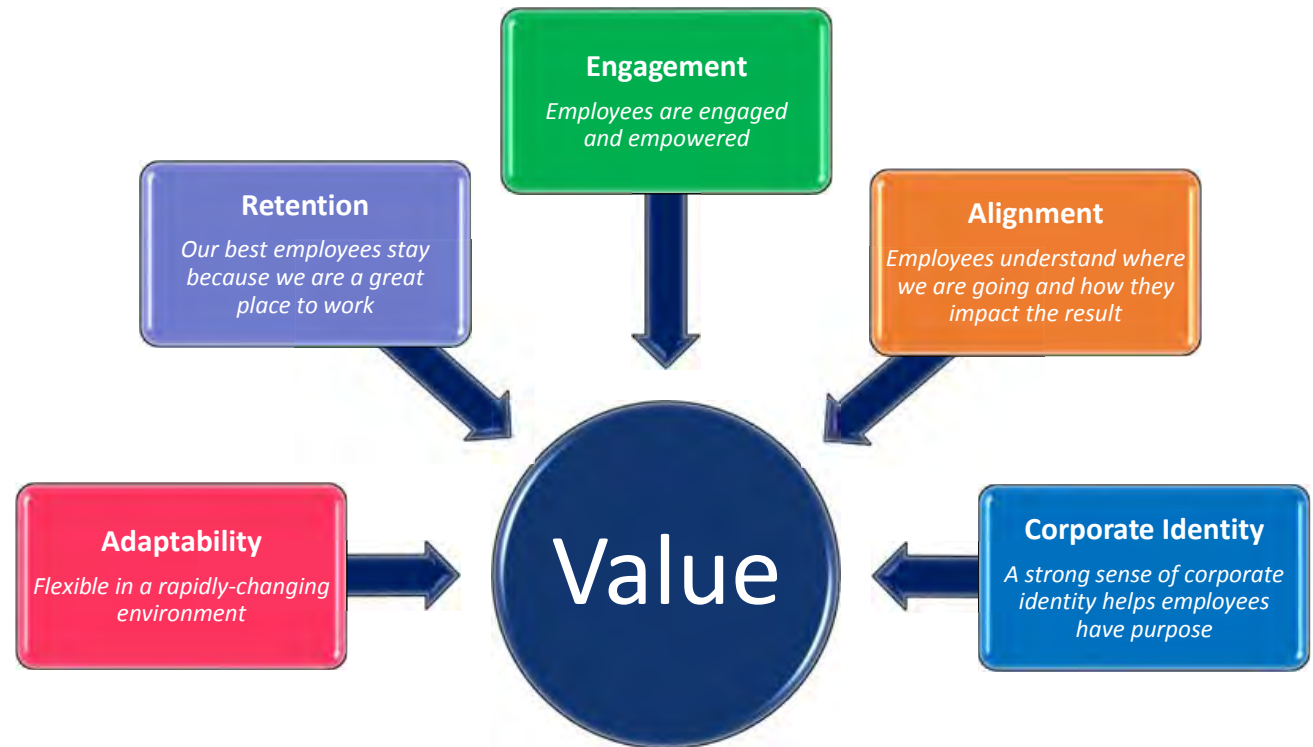 Engagement
Employees are engaged
and empowered
Retention
Our best employees stay
because we are a great
place to work
Alignment
Employees understand where
we are going and how they
impact the result
Adaptability
Flexible in a rapidly-changing
environment
Value
Corporate Identity
A strong sense of corporate
identity helps employees
have purpose